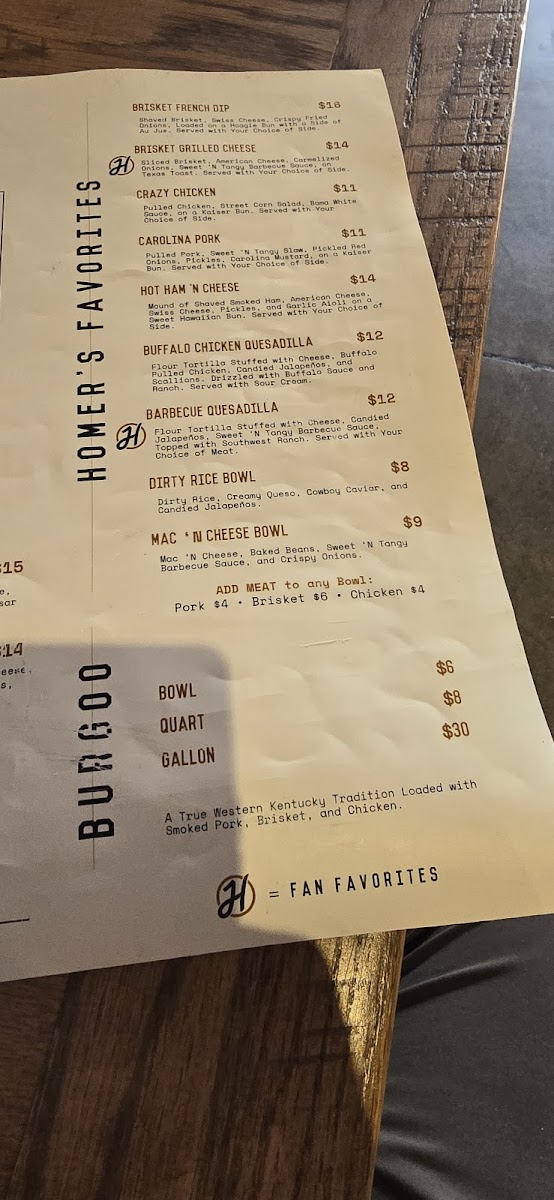 HOMER'S FAVORITES
BRISKET FRENCH DIP $16
Shaved Brisket, Swiss Cheese, Crispy Fried
Onions, Loaded on a Hoagie Bun with a Side of
Au Jus. Served with Your Choice of Side.
BRISKET GRILLED CHEESE $14
Sliced Brisket, American Cheese, Carmelized
Onions, Sweet 'N Tangy Barbecue Sauce, on
Texas Toast. Served with Your Choice of Side.
CRAZY CHICKEN $11
Pulled Chicken, Street Corn Salad, Bama White
Sauce, on a Kaiser Bun. Served with Your
Choice of Side.
CAROLINA PORK $11
Pulled Pork, Sweet 'N Tangy Slaw, Pickled Red
Onions, Pickles, Carolina Mustard, on a Kaiser
Bun. Served with Your Choice of Side.
HOT HAM 'N CHEESE $14
Mound of Shaved Smoked Ham, American Cheese,
Swiss Cheese, Pickles, and Garlic Aioli on a
Sweet Hawaiian Bun. Served with Your Choice of
Side.
BUFFALO CHICKEN QUESADILLA $12
Flour Tortilla Stuffed with Cheese, Buffalo
Pulled Chicken, Candied Jalapeños, and
Scallions. Drizzled with Buffalo Sauce and
Ranch. Served with Sour Cream.
BARBECUE QUESADILLA $12
Flour Tortilla Stuffed with Cheese, Candied
Jalapeños, Sweet 'N Tangy Barbecue Sauce,
Topped with Southwest Ranch. Served with Your
Choice of Meat.
DIRTY RICE BOWL $8
Dirty Rice, Creamy Queso, Cowboy Caviar, and
Candied Jalapeños.
MAC 'N CHEESE BOWL $9
Mac 'N Cheese, Baked Beans, Sweet 'N Tangy
Barbecue Sauce, and Crispy Onions.
ADD MEAT to any Bowl:
Pork $4 • Brisket $6 • Chicken $4
BURGOO
BOWL $6
QUART $8
GALLON $30
A True Western Kentucky Tradition Loaded with
Smoked Pork, Brisket, and Chicken.
H = FAN FAVORITES